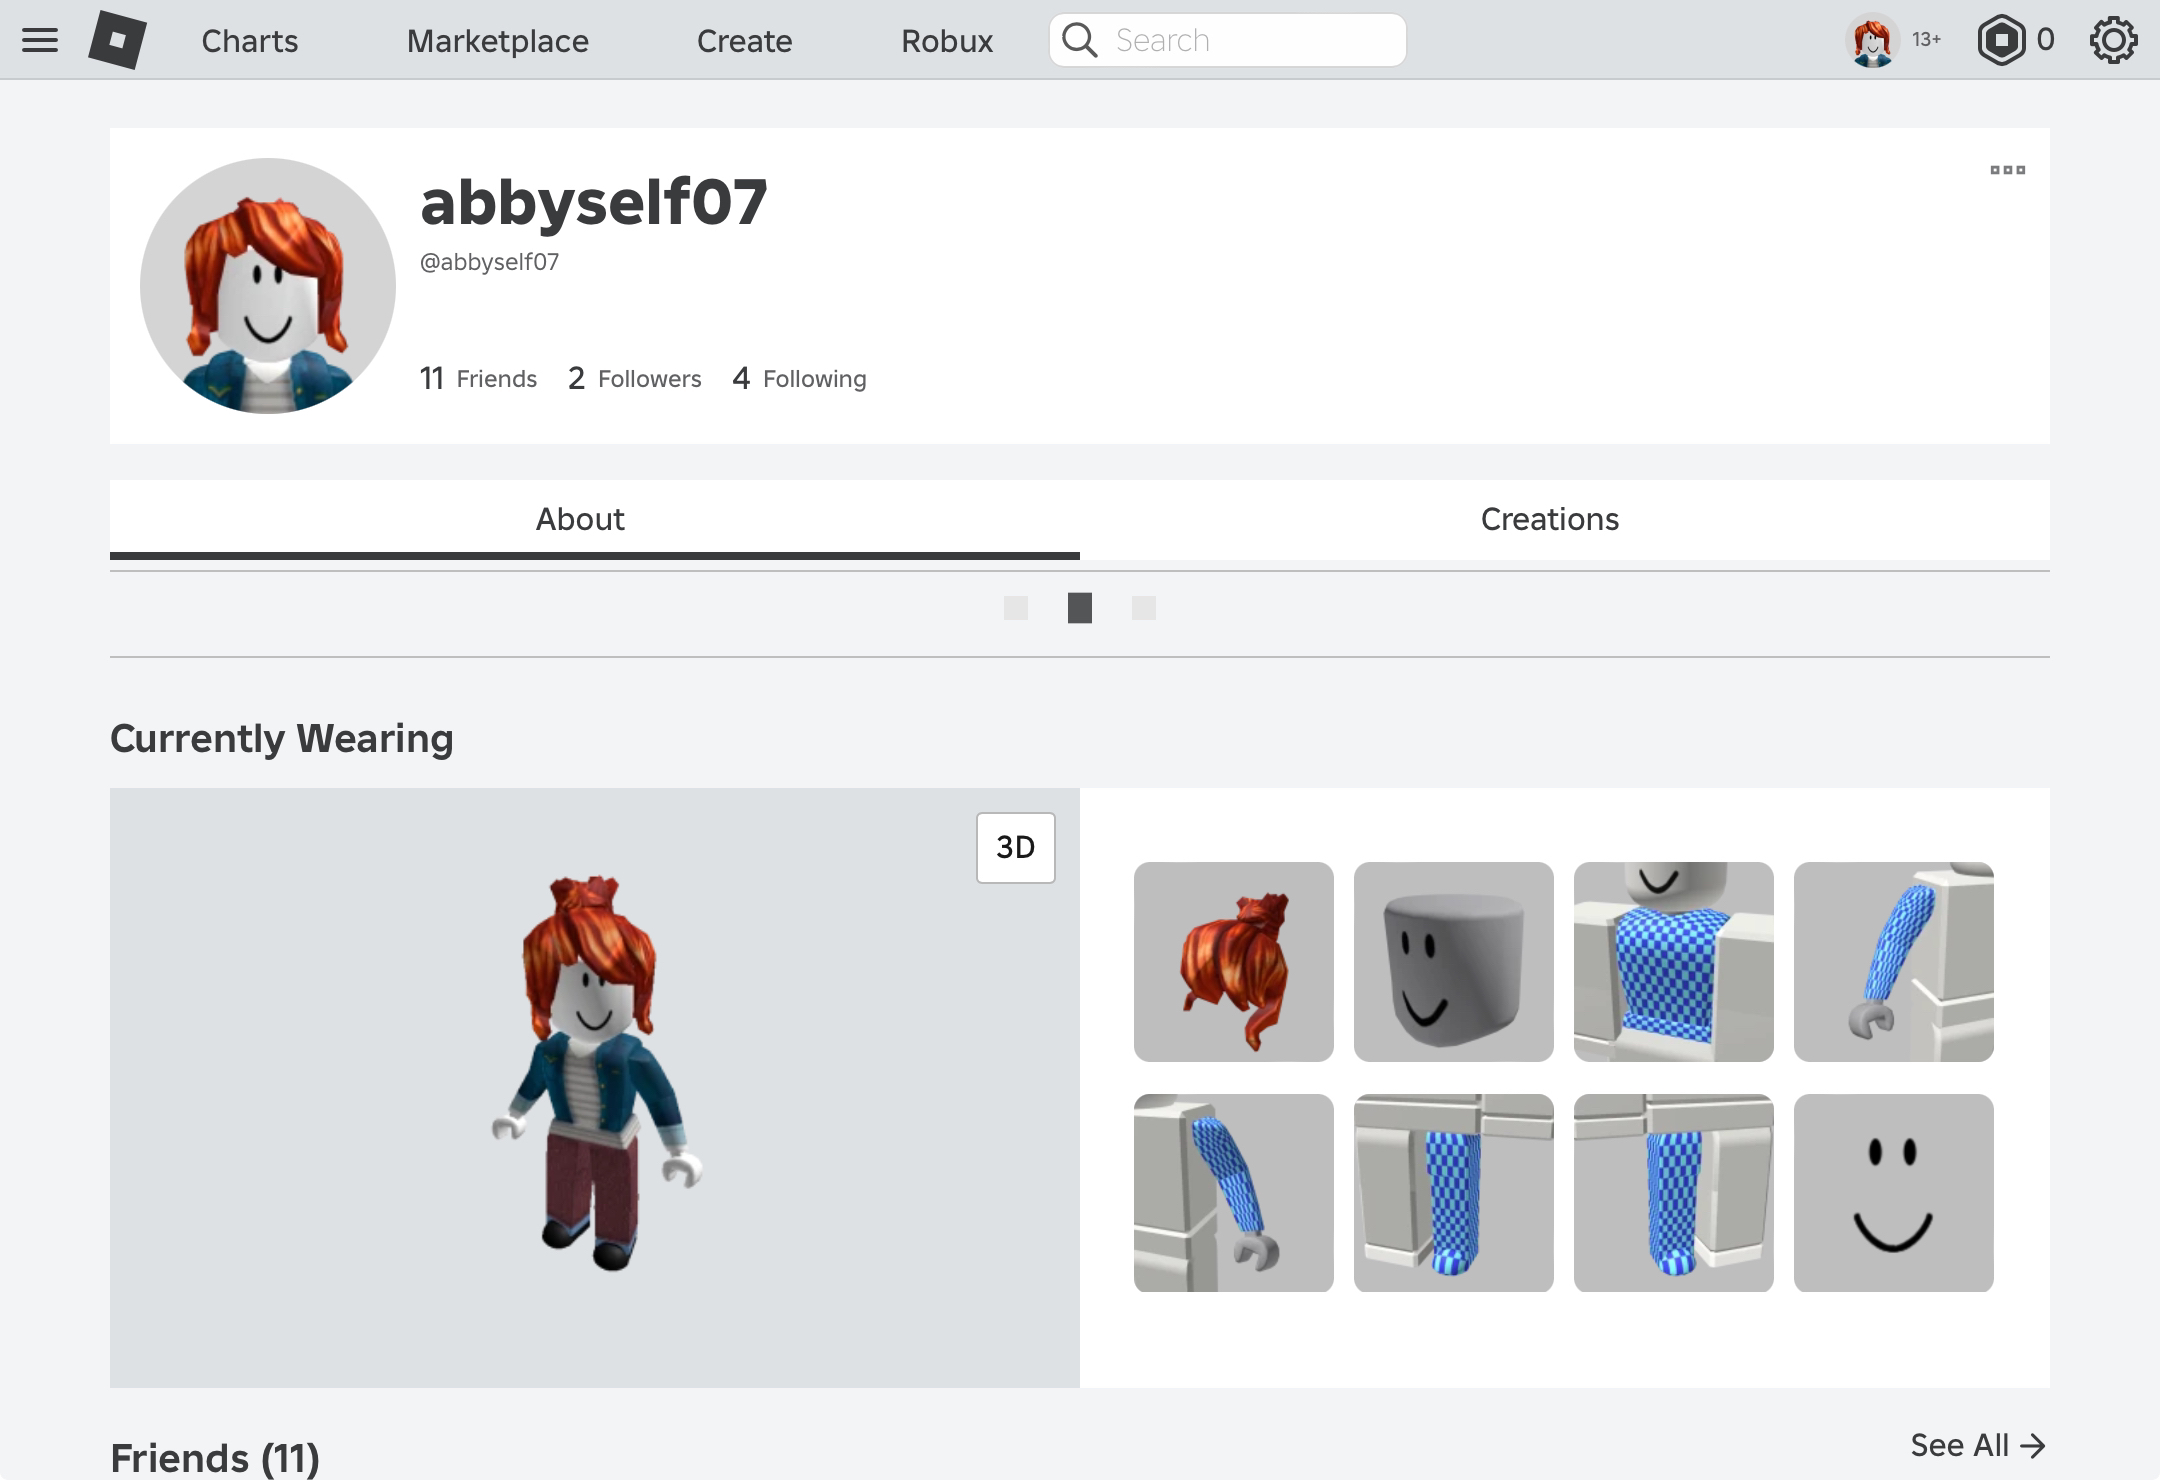 Charts Marketplace Create Robux Search 13+ 0
abbyself07
@abbyself07
11 Friends 2 Followers 4 Following
About Creations
Currently Wearing
3D
Friends (11) See All